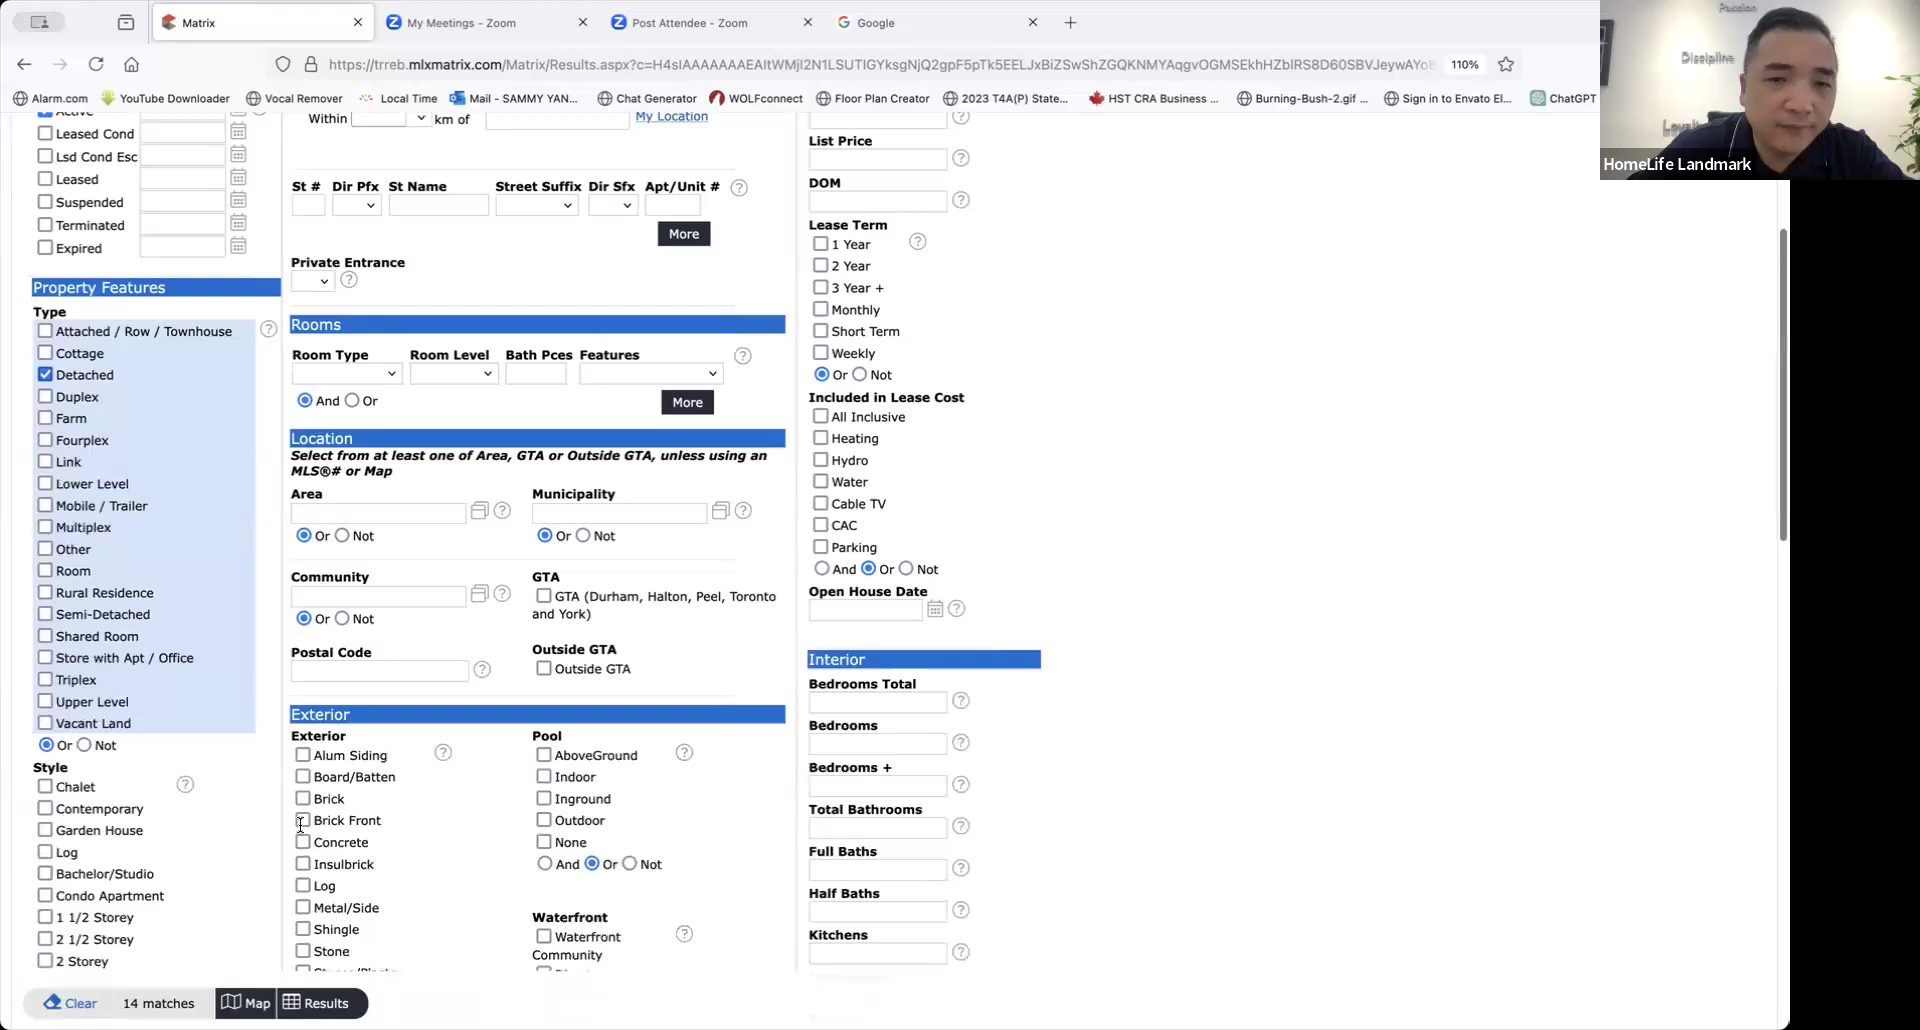 Matrix
My Meetings - Zoom
Post Attendee - Zoom
Google
https://trreb.mlxmatrix.com/Matrix/Results.aspx?c=
110%
Alarm.com
YouTube Downloader
Vocal Remover
Local Time
Mail - SAMMY YAN...
Chat Generator
WOLFconnect
Floor Plan Creator
2023 T4A(P) State...
HST CRA Business ...
Burning-Bush-2.gif ...
Sign in to Envato El...
ChatGPT
Passion
Discipline
HomeLife Landmark
Active
Leased Cond
Lsd Cond Esc
Leased
Suspended
Terminated
Expired
Property Features
Type
Attached / Row / Townhouse
Cottage
Detached
Duplex
Farm
Fourplex
Link
Lower Level
Mobile / Trailer
Multiplex
Other
Room
Rural Residence
Semi-Detached
Shared Room
Store with Apt / Office
Triplex
Upper Level
Vacant Land
Or Not
Style
Chalet
Contemporary
Garden House
Log
Bachelor/Studio
Condo Apartment
1 1/2 Storey
2 1/2 Storey
2 Storey
Within km of My Location
St # Dir Pfx St Name Street Suffix Dir Sfx Apt/Unit #
More
Private Entrance
Rooms
Room Type Room Level Bath Pces Features
And Or
More
Location
Select from at least one of Area, GTA or Outside GTA, unless using an
MLS®# or Map
Area Municipality
Or Not Or Not
Community GTA
GTA (Durham, Halton, Peel, Toronto
and York)
Or Not
Postal Code Outside GTA
Outside GTA
Exterior
Exterior
Alum Siding
Board/Batten
Brick
Brick Front
Concrete
Insulbrick
Log
Metal/Side
Shingle
Stone
Pool
AboveGround
Indoor
Inground
Outdoor
None
And Or Not
Waterfront
Waterfront
Community
List Price
DOM
Lease Term
1 Year
2 Year
3 Year +
Monthly
Short Term
Weekly
Or Not
Included in Lease Cost
All Inclusive
Heating
Hydro
Water
Cable TV
CAC
Parking
And Or Not
Open House Date
Interior
Bedrooms Total
Bedrooms
Bedrooms +
Total Bathrooms
Full Baths
Half Baths
Kitchens
Clear
14 matches
Map
Results